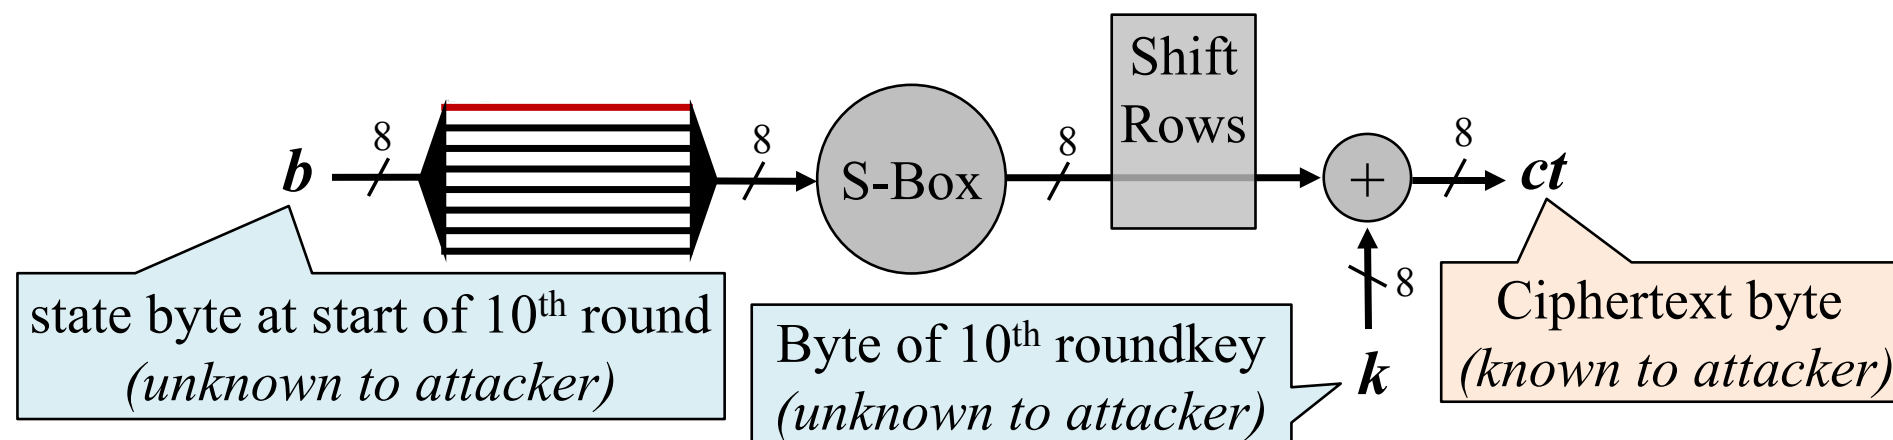 Shift
Rows
8
8
8
8
b
S-Box
+
ct
8
state byte at start of 10th round
(unknown to attacker)
Byte of 10th roundkey
(unknown to attacker)
k
Ciphertext byte
(known to attacker)